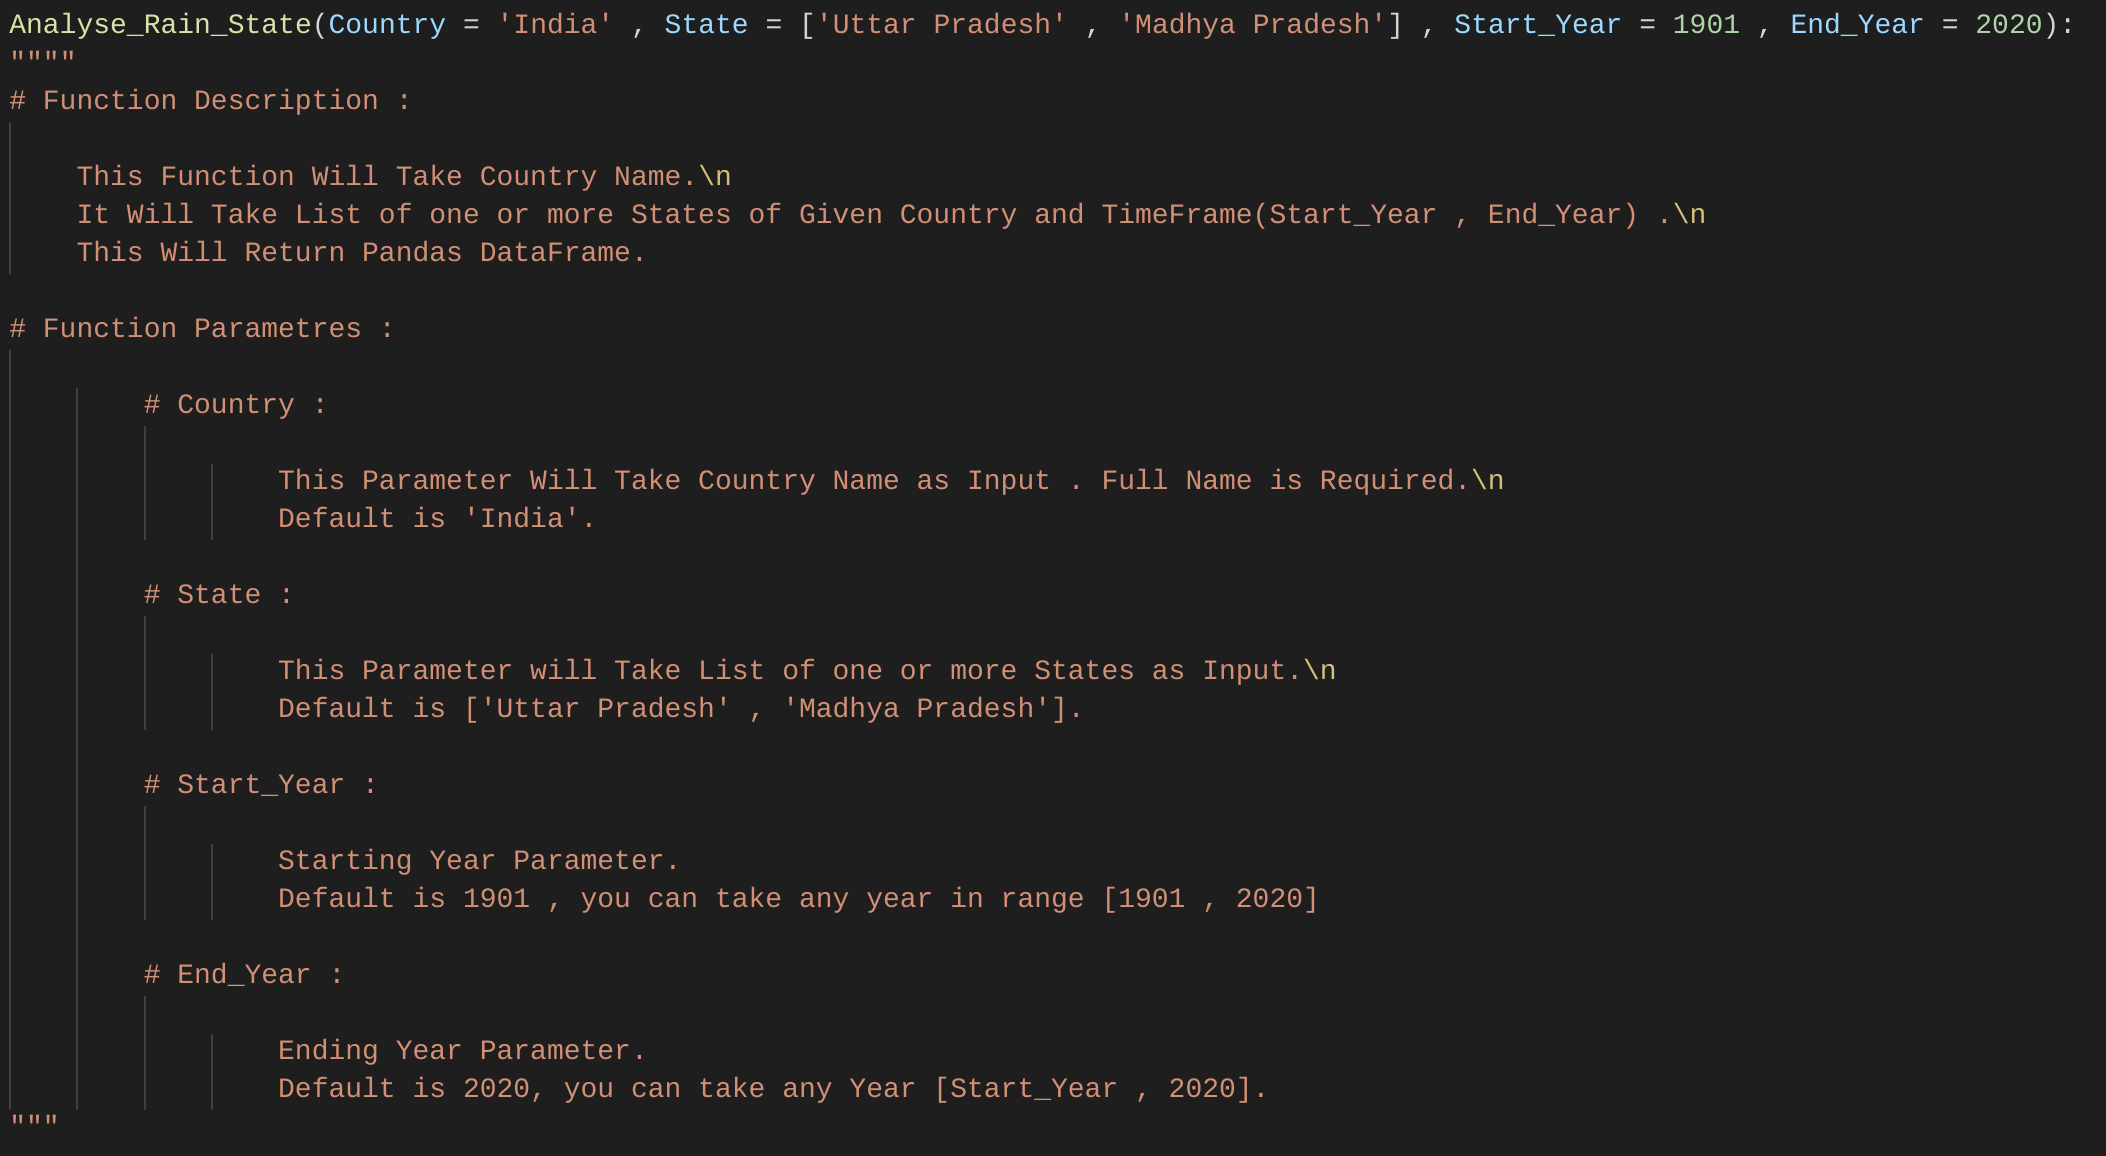 Analyse_Rain_State(Country = 'India' , State = ['Uttar Pradesh' , 'Madhya Pradesh'] , Start_Year = 1901 , End_Year = 2020):
""""
# Function Description :
This Function Will Take Country Name.\n
It Will Take List of one or more States of Given Country and TimeFrame(Start_Year , End_Year) .\n
This Will Return Pandas DataFrame.
# Function Parametres :
# Country :
This Parameter Will Take Country Name as Input . Full Name is Required.\n
Default is 'India'.
# State :
This Parameter will Take List of one or more States as Input.\n
Default is ['Uttar Pradesh' , 'Madhya Pradesh'].
# Start_Year :
Starting Year Parameter.
Default is 1901 , you can take any year in range [1901 , 2020]
# End_Year :
Ending Year Parameter.
Default is 2020, you can take any Year [Start_Year , 2020].
"""